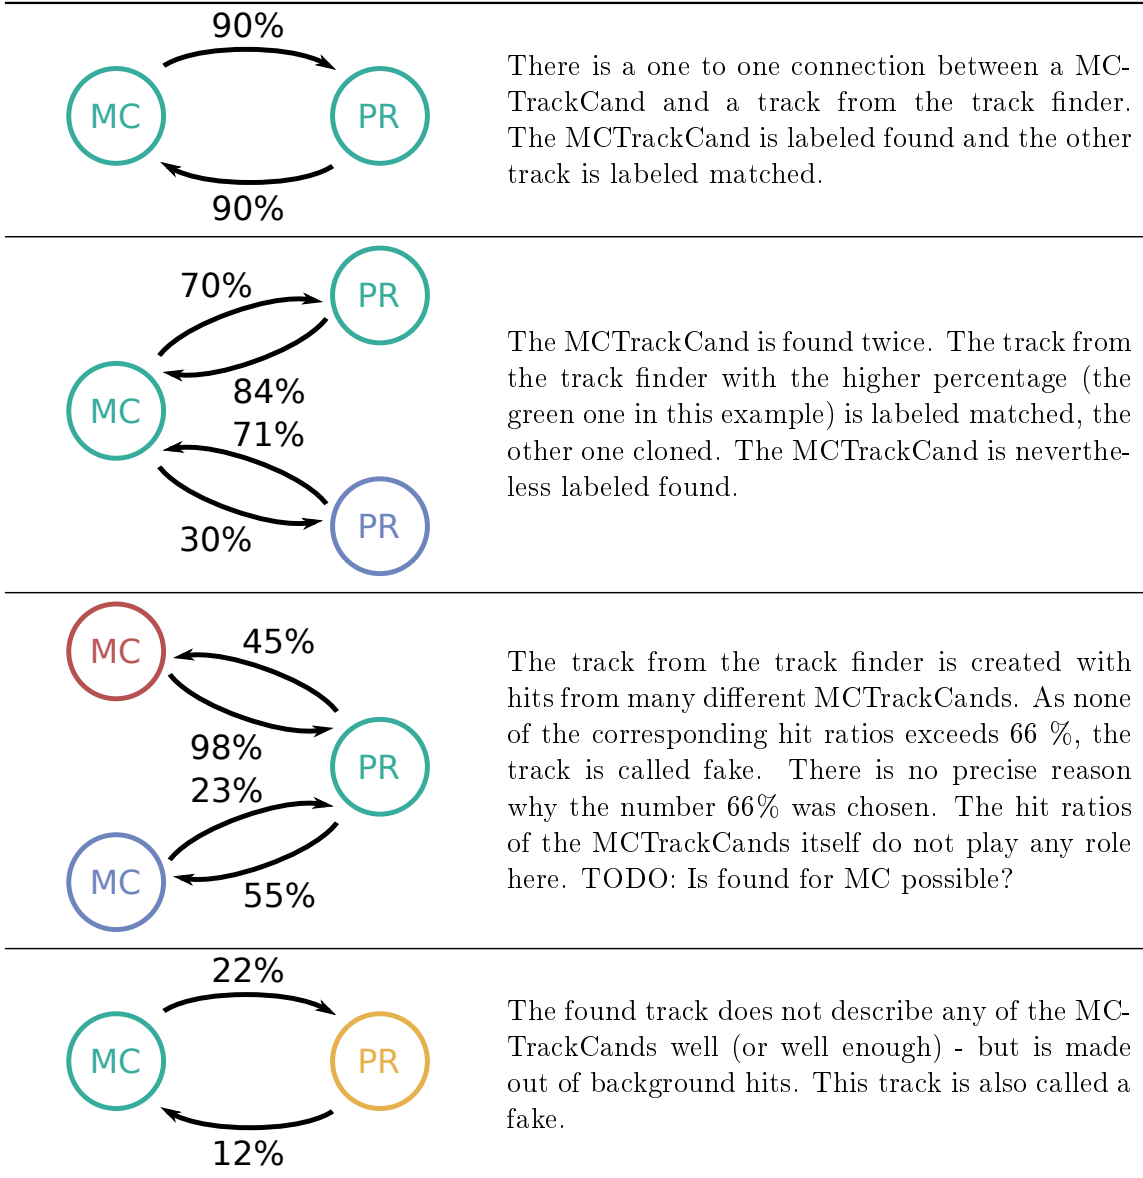 90%
MC
PR
90%
There is a one to one connection between a MC-
TrackCand and a track from the track finder.
The MCTrackCand is labeled found and the other
track is labeled matched.
70%
PR
84%
MC
71%
PR
30%
The MCTrackCand is found twice. The track from
the track finder with the higher percentage (the
green one in this example) is labeled matched, the
other one cloned. The MCTrackCand is neverthe-
less labeled found.
MC
45%
98%
PR
23%
MC
55%
The track from the track finder is created with
hits from many different MCTrackCands. As none
of the corresponding hit ratios exceeds 66 %, the
track is called fake. There is no precise reason
why the number 66% was chosen. The hit ratios
of the MCTrackCands itself do not play any role
here. TODO: Is found for MC possible?
22%
MC
PR
12%
The found track does not describe any of the MC-
TrackCands well (or well enough) - but is made
out of background hits. This track is also called a
fake.